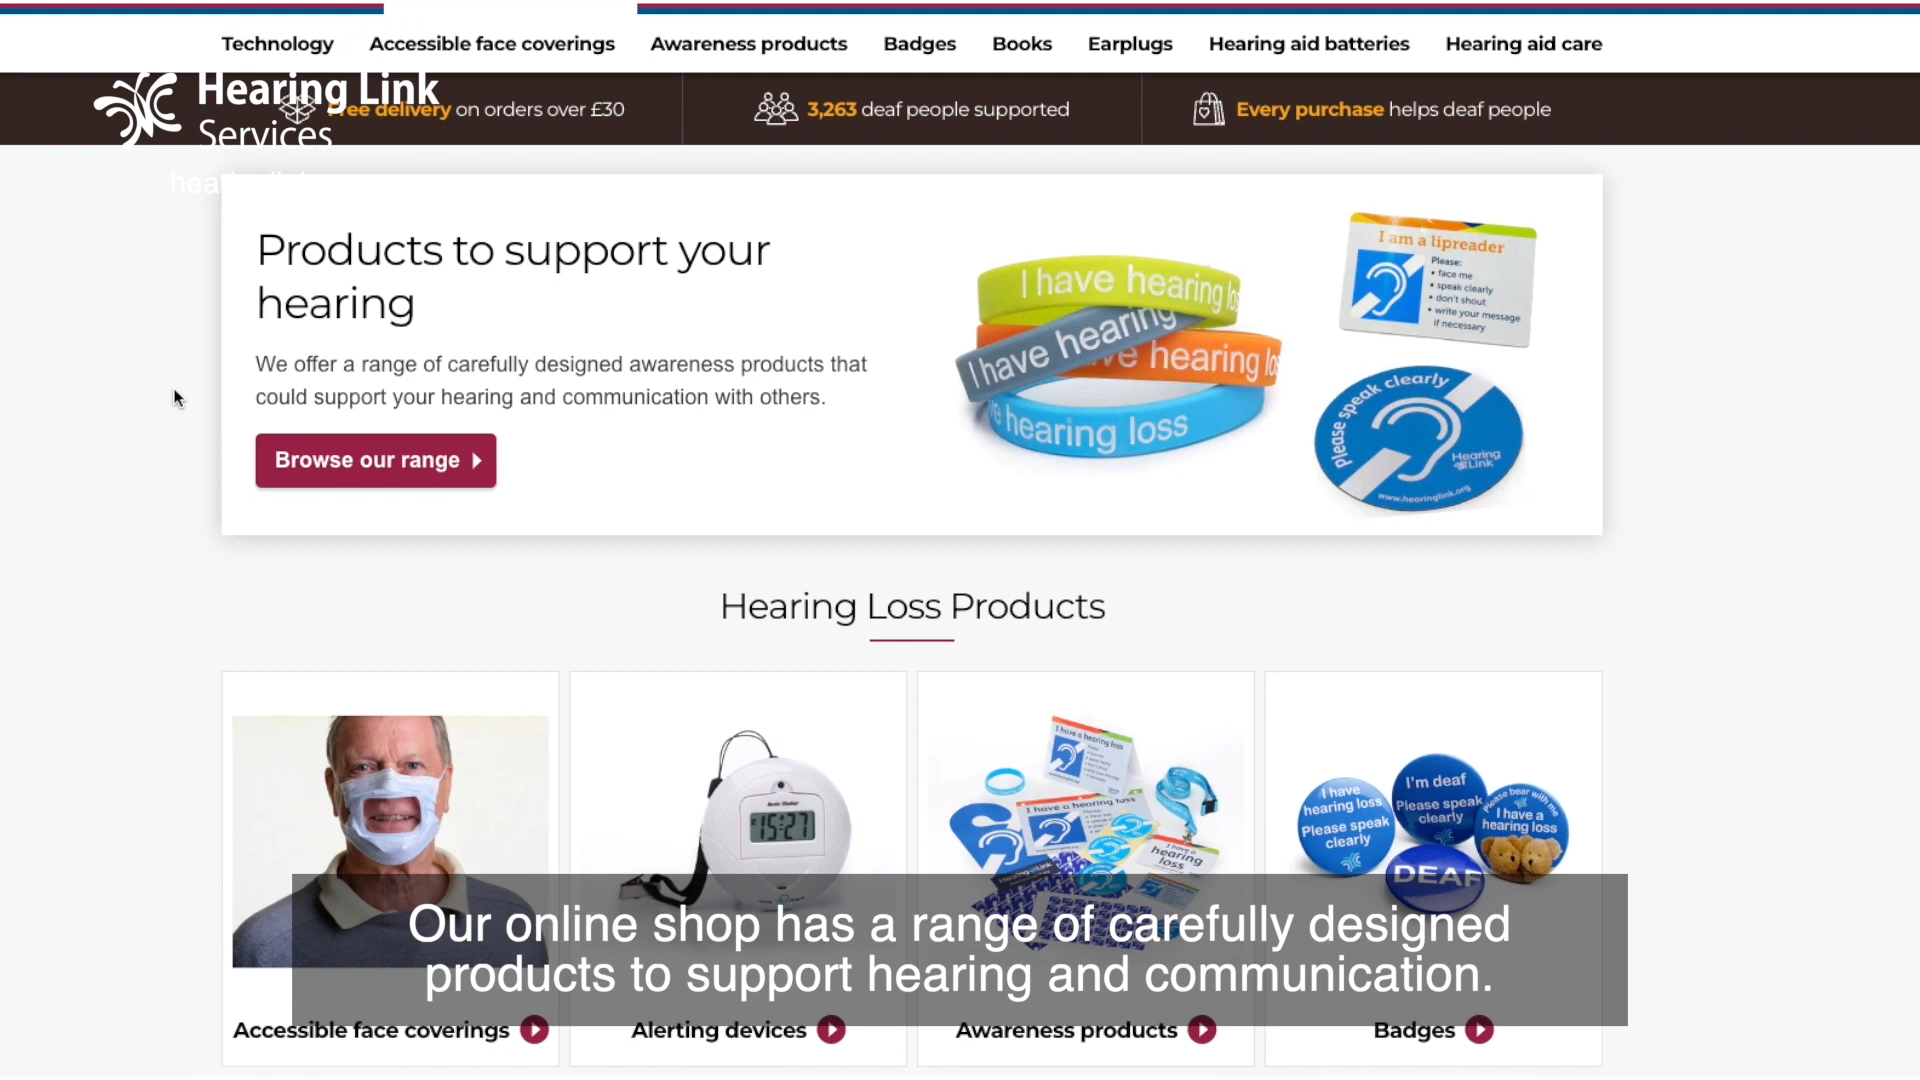 Technology Accessible face coverings Awareness products Badges Books Earplugs Hearing aid batteries Hearing aid care
Hearing Link
Services
Free delivery on orders over £30
3,263 deaf people supported
Every purchase helps deaf people
Products to support your
hearing
We offer a range of carefully designed awareness products that
could support your hearing and communication with others.
Browse our range
I have hearing
I have hearing
hearing
hearing loss
I am a lipreader
Please:
• face me
• speak clearly
• don't shout
• write your message
if necessary
please speak clearly
Hearing
Link
www.hearinglink.org
Hearing Loss Products
15:27
I have a hearing loss
I have a hearing loss
I have a
hearing
loss
I have
hearing loss
Please speak
clearly
I'm deaf
Please speak
clearly
Please bear with me
I have a
hearing loss
DEAF
Our online shop has a range of carefully designed
products to support hearing and communication.
Accessible face coverings
Alerting devices
Awareness products
Badges